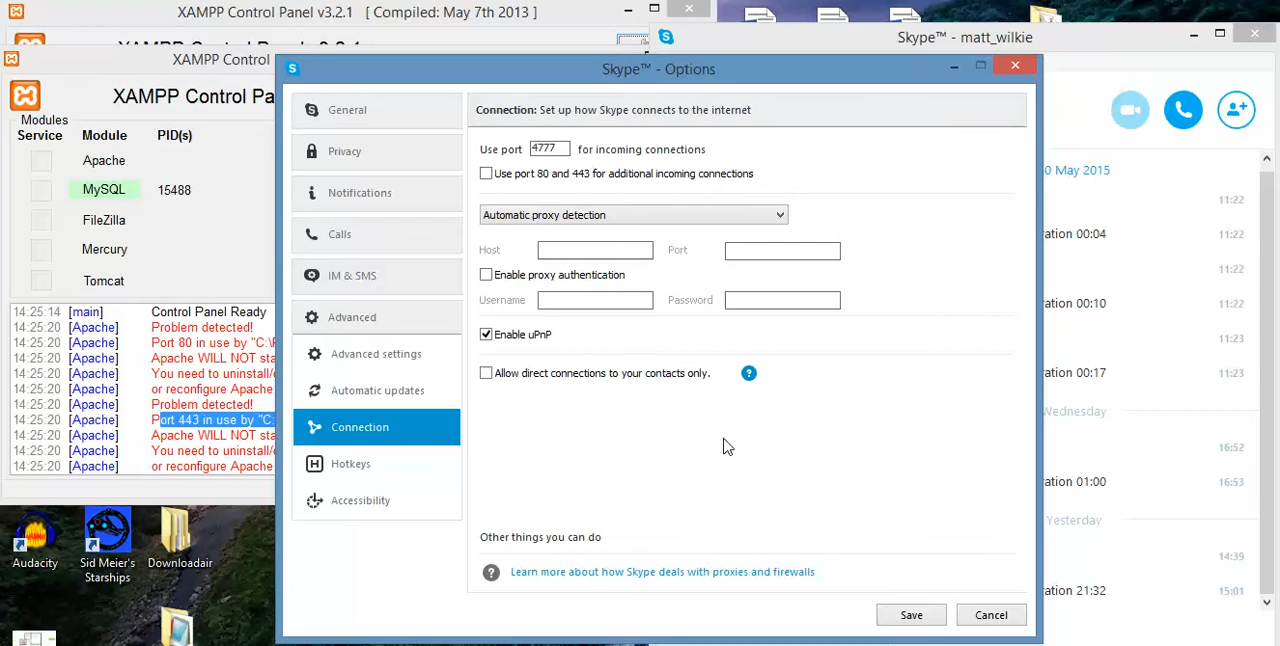 XAMPP Control Panel v3.2.1 [ Compiled: May 7th 2013 ]
Skype™ - matt_wilkie
XAMPP Control
XAMPP Control Pa
Modules
Service Module PID(s)
Apache
MySQL 15488
FileZilla
Mercury
Tomcat
14:25:14 [main] Control Panel Ready
14:25:20 [Apache] Problem detected!
14:25:20 [Apache] Port 80 in use by "C:\
14:25:20 [Apache] Apache WILL NOT sta
14:25:20 [Apache] You need to uninstall/
14:25:20 [Apache] or reconfigure Apache
14:25:20 [Apache] Problem detected!
14:25:20 [Apache] Port 443 in use by "C:
14:25:20 [Apache] Apache WILL NOT sta
14:25:20 [Apache] You need to uninstall/
14:25:20 [Apache] or reconfigure Apache
Audacity
Sid Meier's
Starships
Downloadair
Skype™ - Options
General
Privacy
Notifications
Calls
IM & SMS
Advanced
Advanced settings
Automatic updates
Connection
Hotkeys
Accessibility
Connection: Set up how Skype connects to the internet
Use port 4777 for incoming connections
Use port 80 and 443 for additional incoming connections
Automatic proxy detection
Host Port
Enable proxy authentication
Username Password
Enable uPnP
Allow direct connections to your contacts only. ?
Other things you can do
? Learn more about how Skype deals with proxies and firewalls
Save Cancel
0 May 2015
11:22
ration 00:04 11:22
11:22
ration 00:10 11:22
ration 00:17 11:23
Wednesday
16:52
ration 01:00 16:53
Yesterday
14:39
ration 21:32 15:01